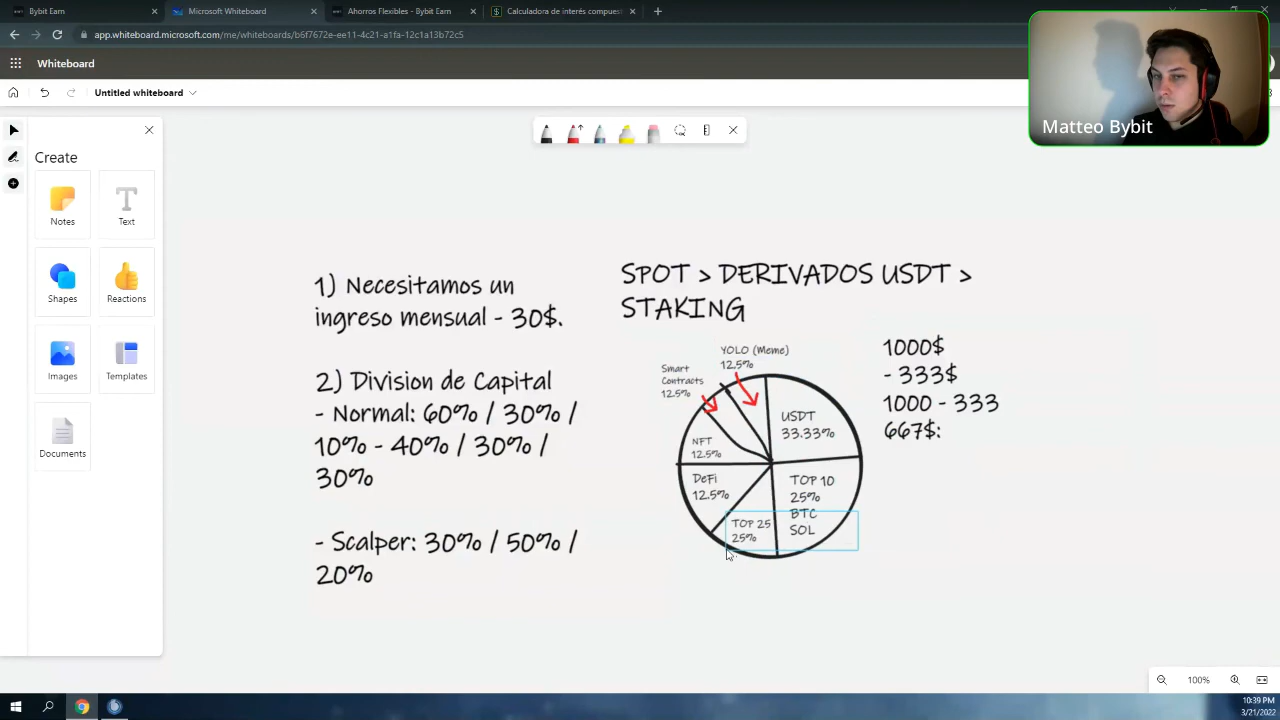 Bybit Earn
Microsoft Whiteboard
Ahorros Flexibles - Bybit Earn
Calculadora de interés compues
app.whiteboard.microsoft.com/me/whiteboards/b6f7672e-ee11-4c21-a1fa-12c1a13b72c5
Whiteboard
Untitled whiteboard
Matteo Bybit
Create
Notes
Text
Shapes
Reactions
Images
Templates
Documents
1) Necesitamos un
ingreso mensual - 30$.
2) Division de Capital
- Normal: 60% / 30% /
10% - 40% / 30% /
30%
- Scalper: 30% / 50% /
20%
SPOT > DERIVADOS USDT >
STAKING
YOLO (Meme)
12.5%
Smart
Contracts
12.5%
USDT
33.33%
NFT
12.5%
DeFi
12.5%
TOP 10
25%
BTC
SOL
TOP 25
25%
1000$
- 333$
1000 - 333
667$:
100%
10:39 PM
3/21/2022